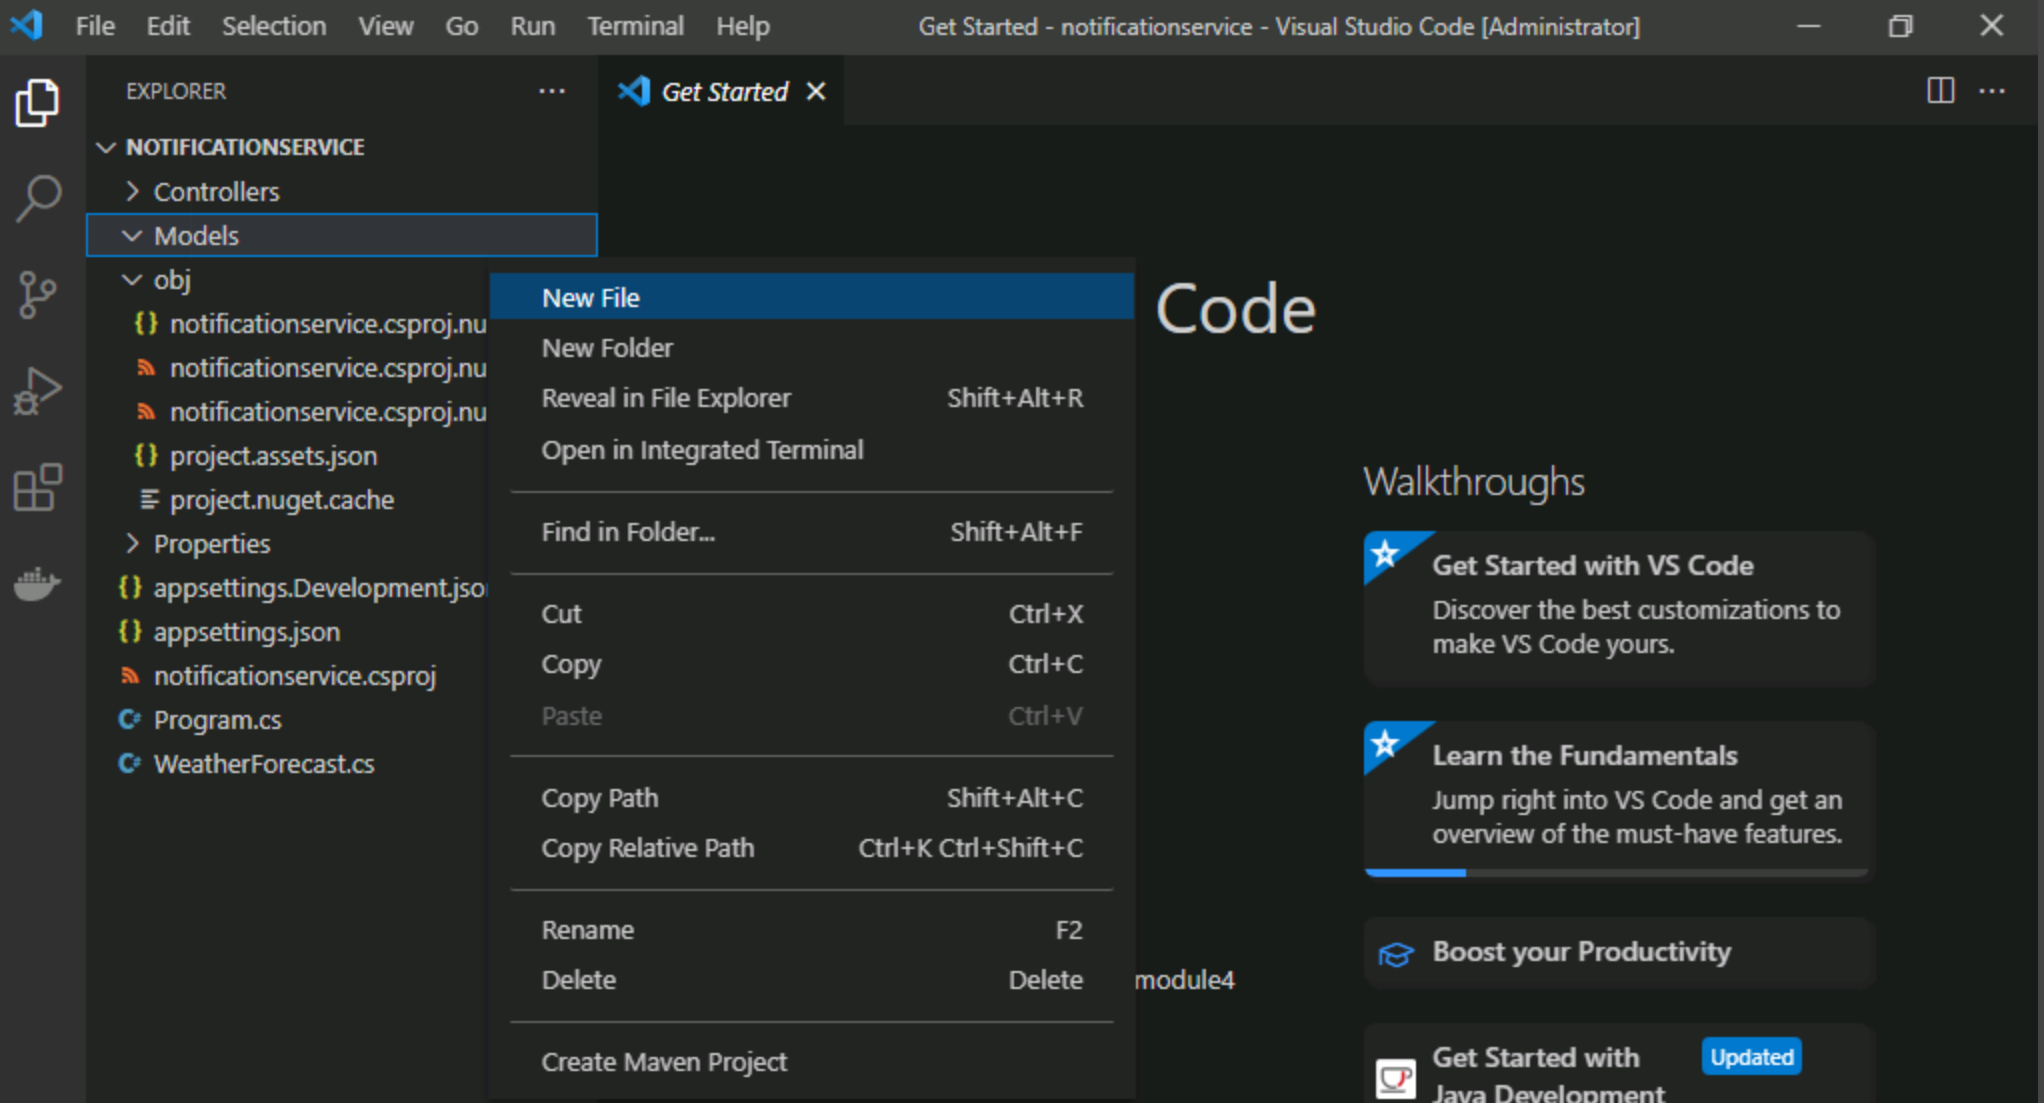 File Edit Selection View Go Run Terminal Help Get Started - notificationservice - Visual Studio Code [Administrator]
EXPLORER
Get Started
NOTIFICATIONSERVICE
Controllers
Models
obj
notificationservice.csproj.nu
notificationservice.csproj.nu
notificationservice.csproj.nu
project.assets.json
project.nuget.cache
Properties
appsettings.Development.json
appsettings.json
notificationservice.csproj
Program.cs
WeatherForecast.cs
New File
New Folder
Reveal in File Explorer Shift+Alt+R
Open in Integrated Terminal
Find in Folder... Shift+Alt+F
Cut Ctrl+X
Copy Ctrl+C
Paste Ctrl+V
Copy Path Shift+Alt+C
Copy Relative Path Ctrl+K Ctrl+Shift+C
Rename F2
Delete Delete
Create Maven Project
Code
module4
Walkthroughs
Get Started with VS Code
Discover the best customizations to
make VS Code yours.
Learn the Fundamentals
Jump right into VS Code and get an
overview of the must-have features.
Boost your Productivity
Get Started with Updated
Java Development